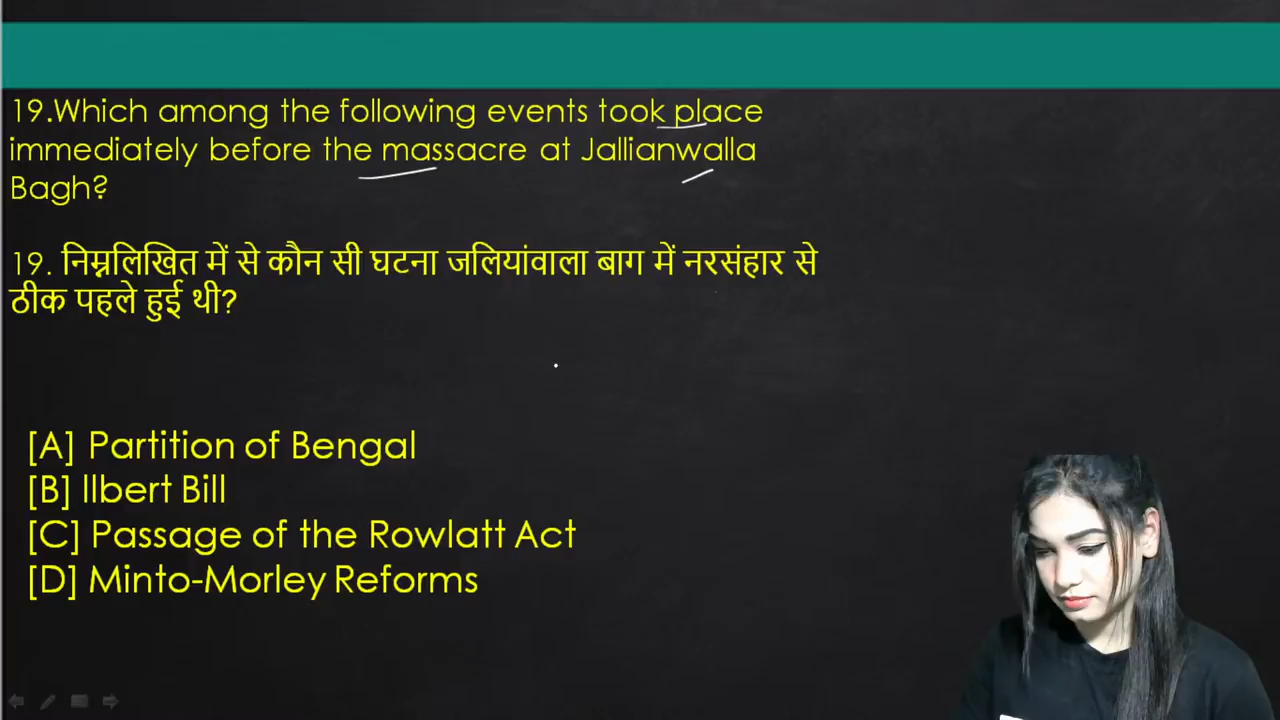 19.Which among the following events took place
immediately before the massacre at Jallianwalla
Bagh?
19. निम्नलिखित में से कौन सी घटना जलियांवाला बाग में नरसंहार से
ठीक पहले हुई थी?
[A] Partition of Bengal
[B] Ilbert Bill
[C] Passage of the Rowlatt Act
[D] Minto-Morley Reforms